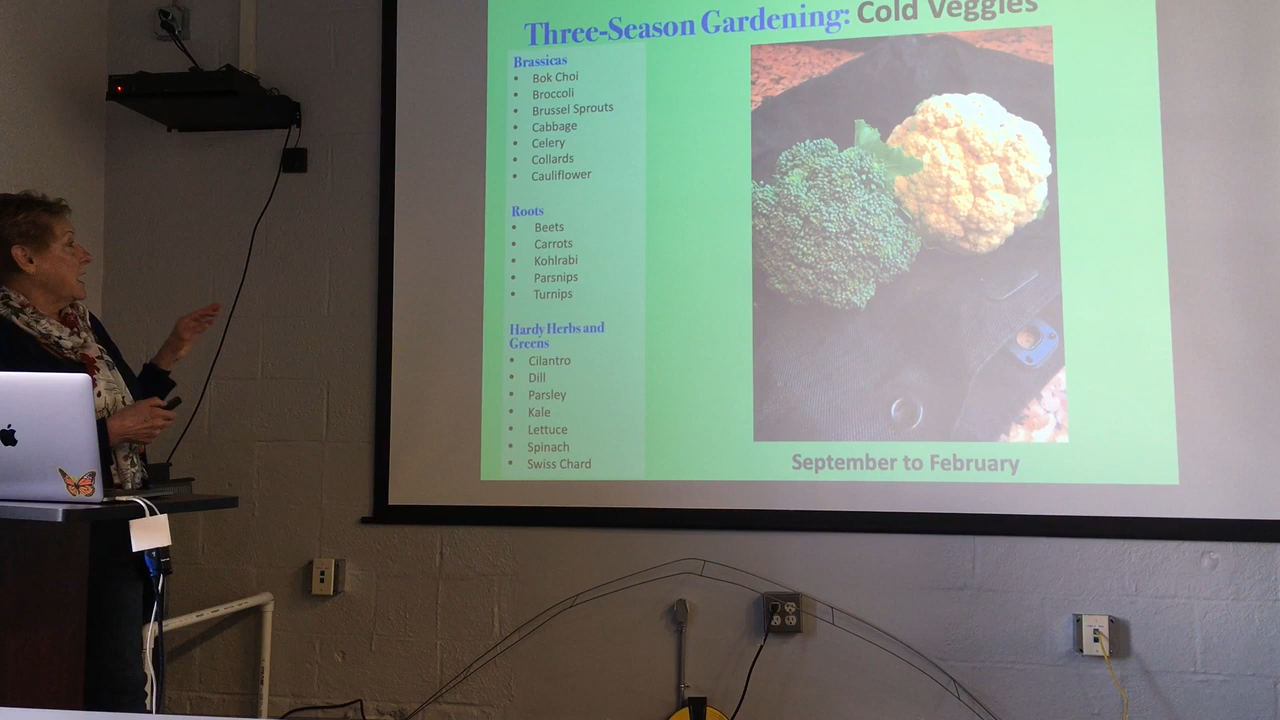 Three-Season Gardening: Cold Veggies
Brassicas
• Bok Choi
• Broccoli
• Brussel Sprouts
• Cabbage
• Celery
• Collards
• Cauliflower
Roots
• Beets
• Carrots
• Kohlrabi
• Parsnips
• Turnips
Hardy Herbs and
Greens
• Cilantro
• Dill
• Parsley
• Kale
• Lettuce
• Spinach
• Swiss Chard
September to February